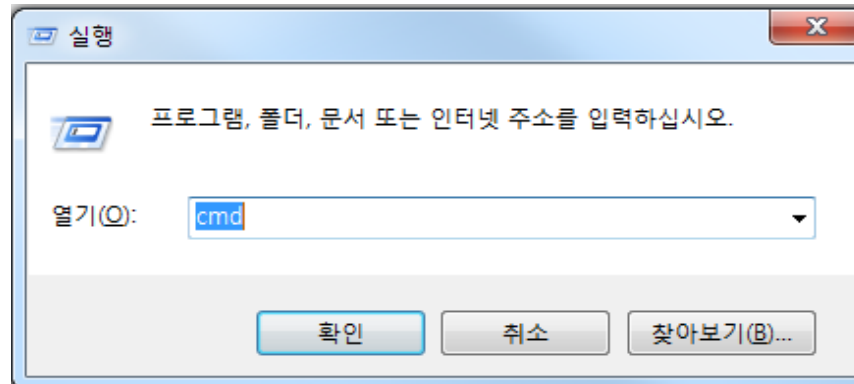 실행
프로그램, 폴더, 문서 또는 인터넷 주소를 입력하십시오.
열기(O): cmd
확인 취소 찾아보기(B)...